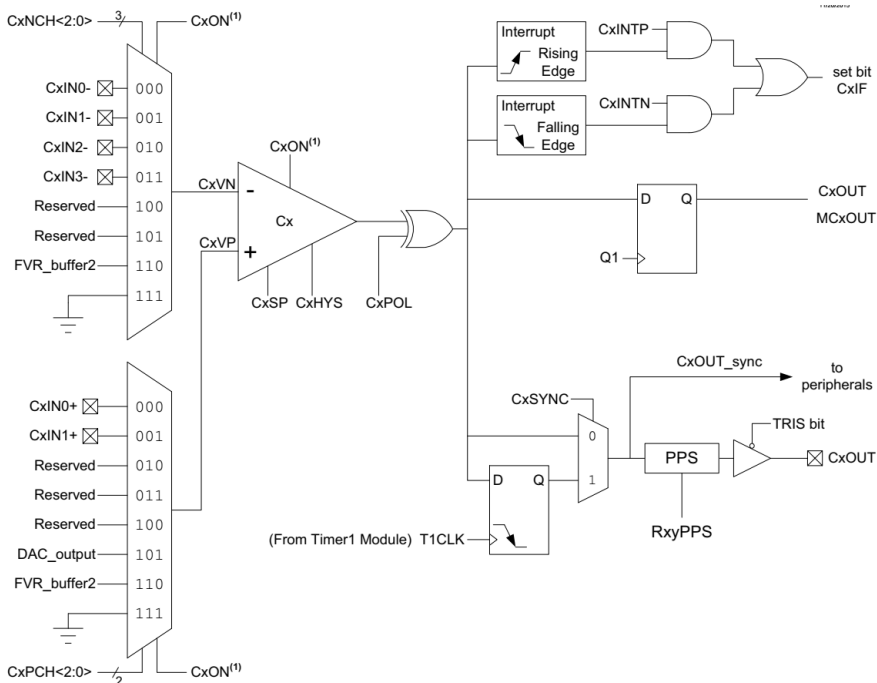 CxNCH<2:0>
3
CxON(1)
CxIN0-
000
CxIN1-
001
CxIN2-
010
CxIN3-
011
Reserved
100
Reserved
101
FVR_buffer2
110
111
CxVN
-
CxVP
+
Cx
CxON(1)
CxSP
CxHYS
CxPOL
Interrupt
Rising
Edge
CxINTP
Interrupt
Falling
Edge
CxINTN
set bit
CxIF
D
Q
Q1
CxOUT
MCxOUT
CxIN0+
000
CxIN1+
001
Reserved
010
Reserved
011
Reserved
100
DAC_output
101
FVR_buffer2
110
111
CxPCH<2:0>
2
CxON(1)
CxSYNC
0
1
D
Q
(From Timer1 Module) T1CLK
CxOUT_sync
to
peripherals
PPS
RxyPPS
TRIS bit
CxOUT